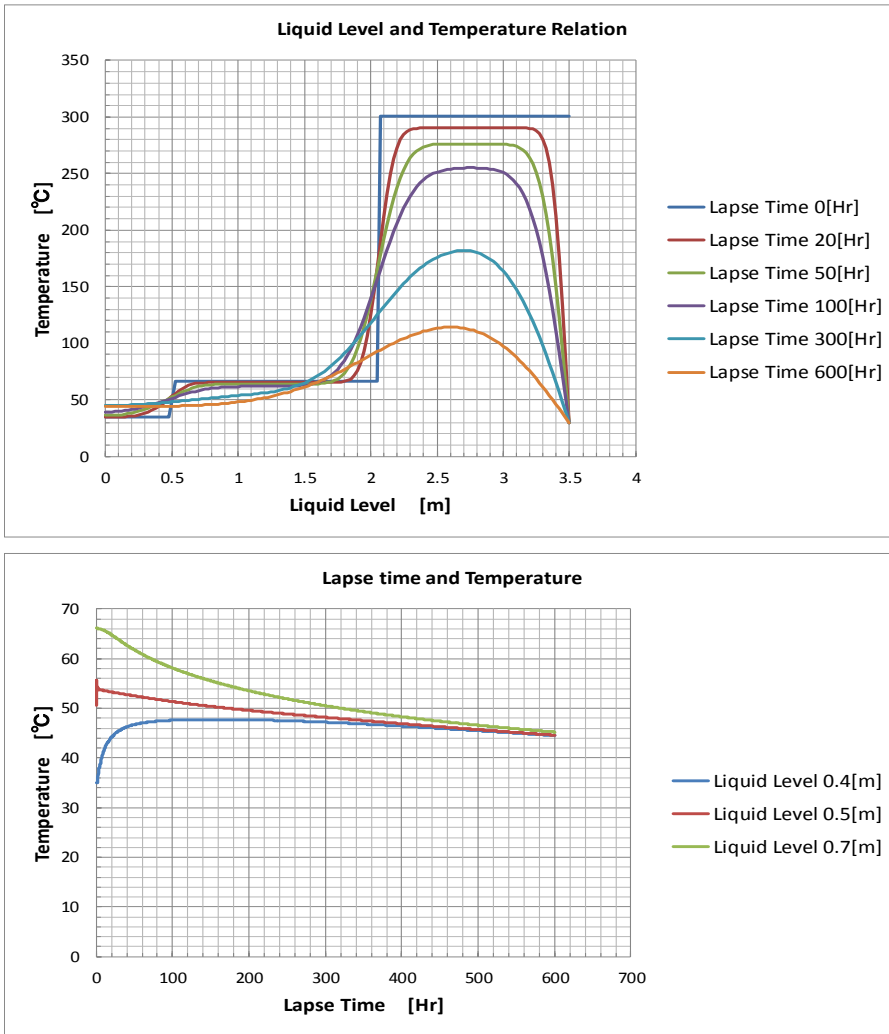 Liquid Level and Temperature Relation
350
300
250
200
150
100
50
0
Temperature [℃]
0 0.5 1 1.5 2 2.5 3 3.5 4
Liquid Level [m]
Lapse Time 0[Hr]
Lapse Time 20[Hr]
Lapse Time 50[Hr]
Lapse Time 100[Hr]
Lapse Time 300[Hr]
Lapse Time 600[Hr]
Lapse time and Temperature
70
60
50
40
30
20
10
0
Temperature [℃]
0 100 200 300 400 500 600 700
Lapse Time [Hr]
Liquid Level 0.4[m]
Liquid Level 0.5[m]
Liquid Level 0.7[m]